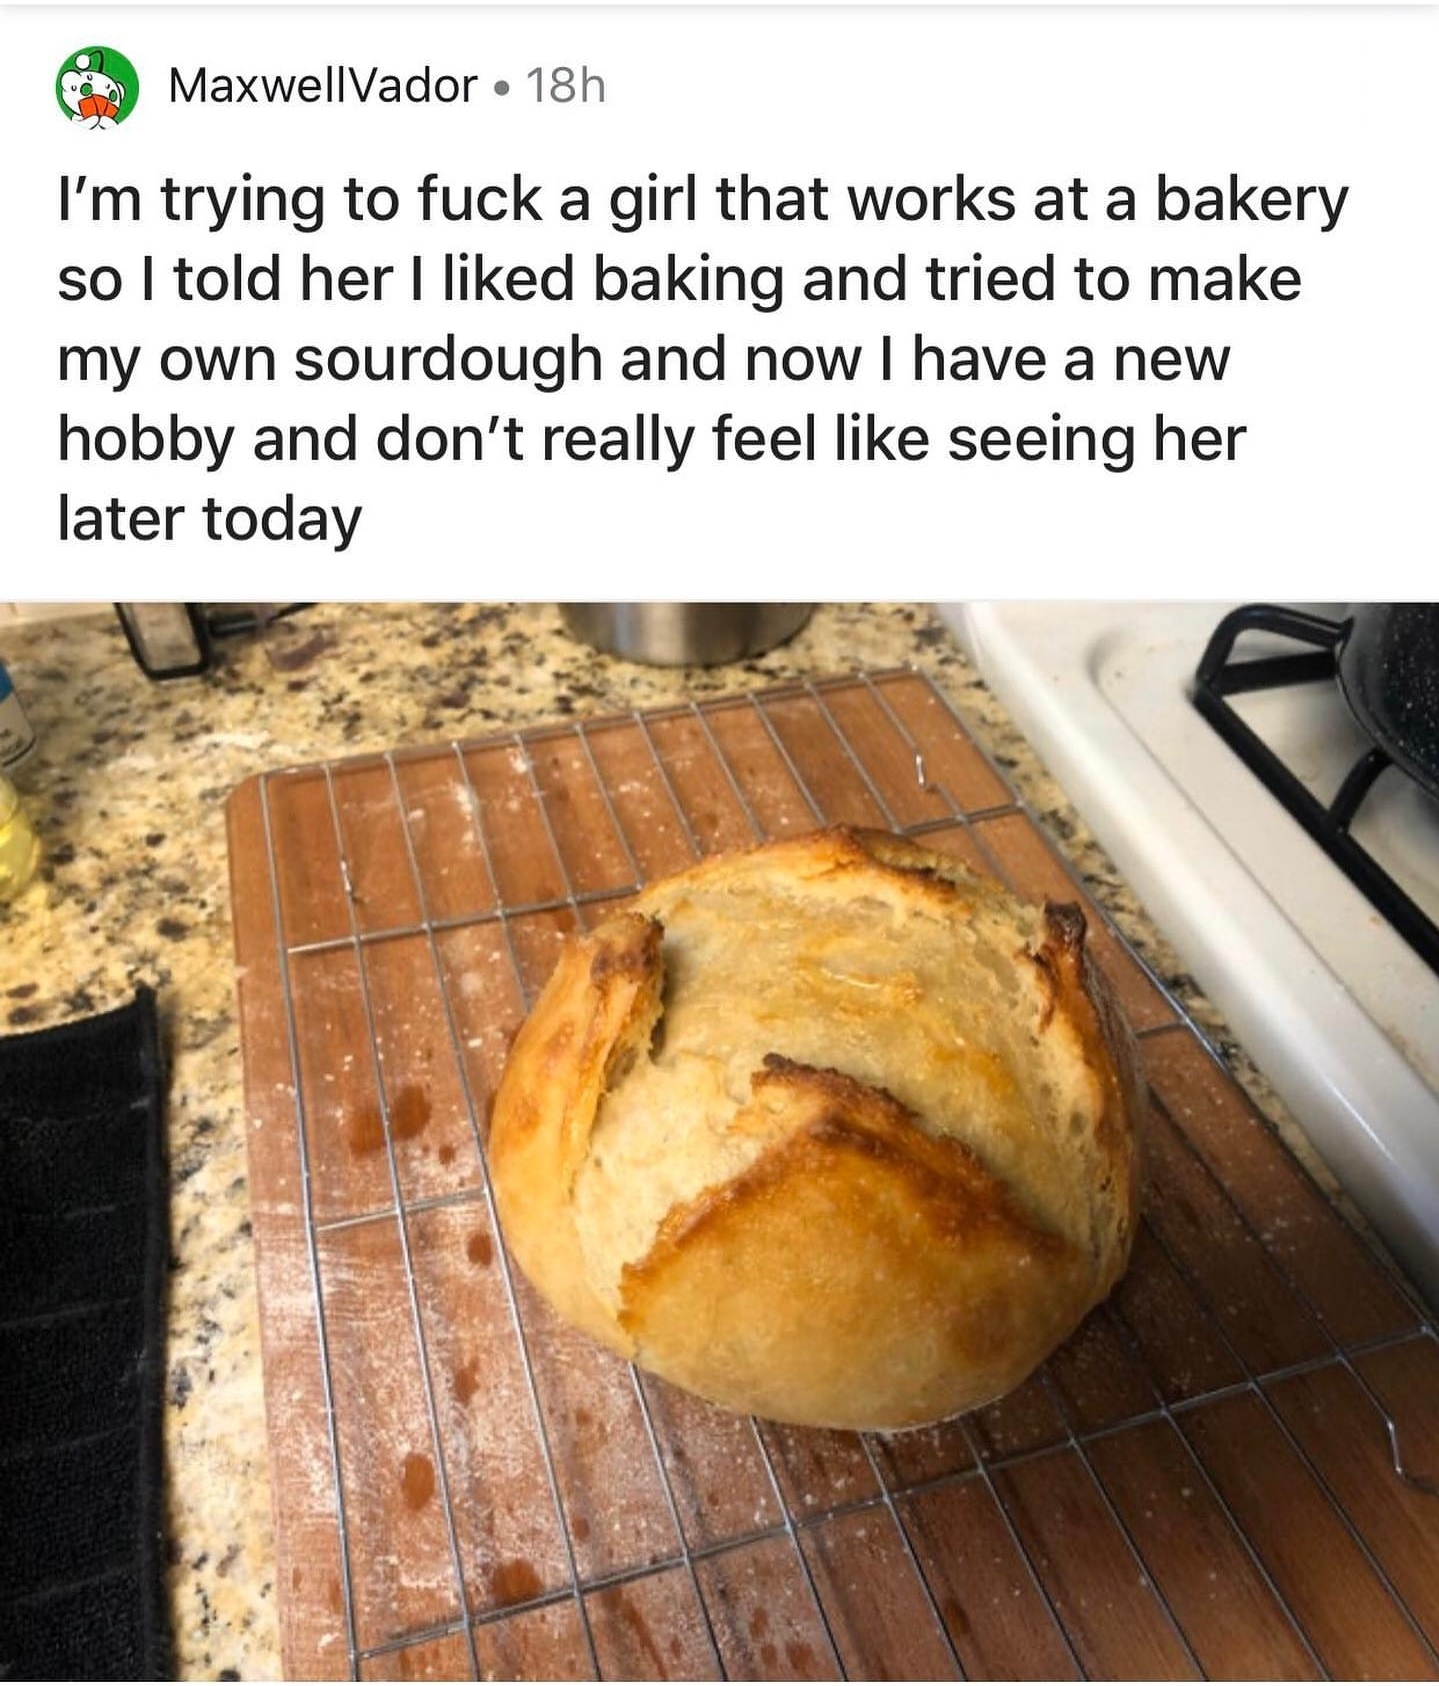 MaxwellVador • 18h
I’m trying to fuck a girl that works at a bakery
so I told her I liked baking and tried to make
my own sourdough and now I have a new
hobby and don’t really feel like seeing her
later today